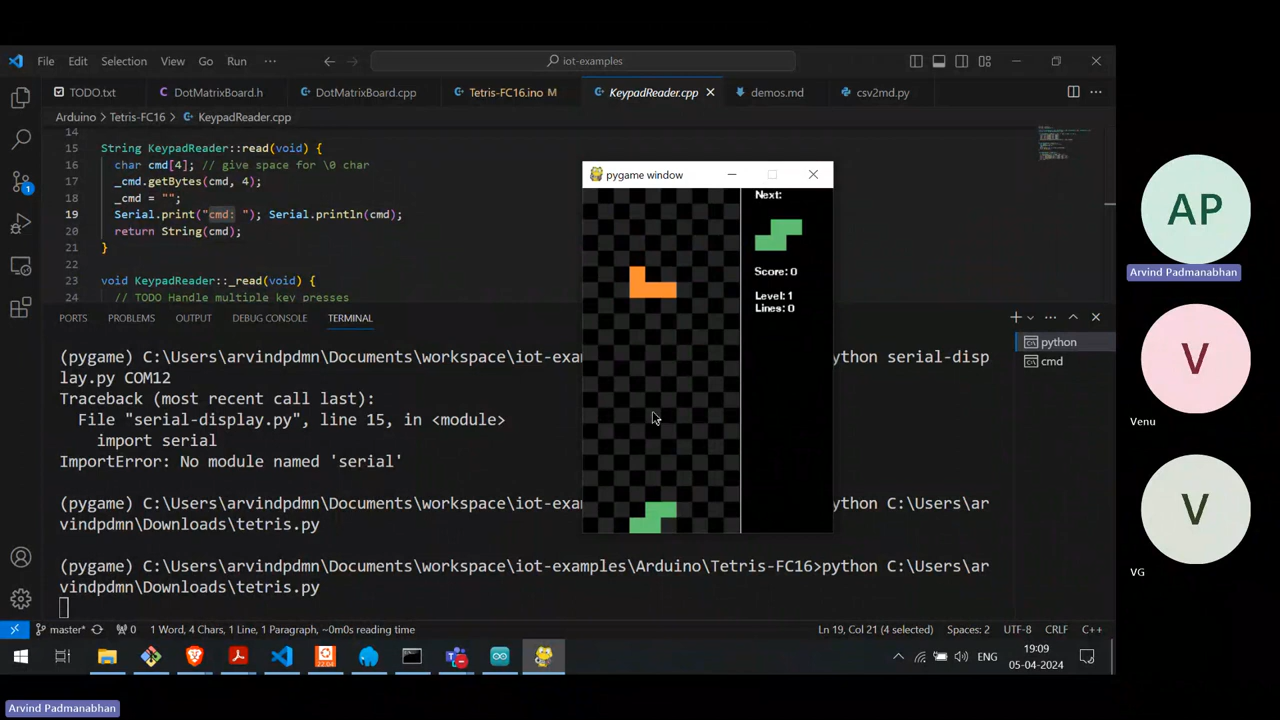 File Edit Selection View Go Run ··· iot-examples
TODO.txt DotMatrixBoard.h DotMatrixBoard.cpp Tetris-FC16.ino M KeypadReader.cpp demos.md csv2md.py
Arduino > Tetris-FC16 > KeypadReader.cpp
14
15 String KeypadReader::read(void) {
16 char cmd[4]; // give space for \0 char
17 _cmd.getBytes(cmd, 4);
18 _cmd = "";
19 Serial.print("cmd: "); Serial.println(cmd);
20 return String(cmd);
21 }
22
23 void KeypadReader::_read(void) {
24 // TODO Handle multiple key presses
1
pygame window
Next:
Score: 0
Level: 1
Lines: 0
PORTS PROBLEMS OUTPUT DEBUG CONSOLE TERMINAL
python
cmd
(pygame) C:\Users\arvindpdmn\Documents\workspace\iot-exam ython serial-disp
lay.py COM12
Traceback (most recent call last):
File "serial-display.py", line 15, in <module>
import serial
ImportError: No module named 'serial'
(pygame) C:\Users\arvindpdmn\Documents\workspace\iot-exam ython C:\Users\ar
vindpdmn\Downloads\tetris.py
(pygame) C:\Users\arvindpdmn\Documents\workspace\iot-examples\Arduino\Tetris-FC16>python C:\Users\ar
vindpdmn\Downloads\tetris.py
master* 0 1 Word, 4 Chars, 1 Line, 1 Paragraph, ~0m0s reading time Ln 19, Col 21 (4 selected) Spaces: 2 UTF-8 CRLF C++
22.04
ENG
19:09
05-04-2024
AP
Arvind Padmanabhan
V
Venu
V
VG
Arvind Padmanabhan